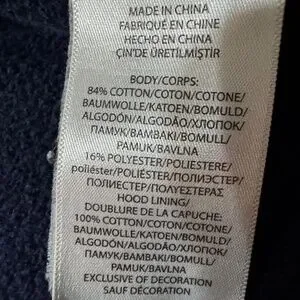 MADE IN CHINA
FABRIQUÉ EN CHINE
HECHO EN CHINA
ÇİN'DE ÜRETİLMİŞTİR
BODY/CORPS:
84% COTTON/COTON/COTONE/
BAUMWOLLE/KATOEN/BOMULD/
ALGODÓN/ALGODÃO/ХЛОПОК/
ПАМУК/BAMBAKI/BOMULL/
PAMUK/BAVLNA
16% POLYESTER/POLIESTERE/
poliéster/POLIÉSTER/ПОЛИЭСТЕР/
ПОЛИЕСТЕР/ΠΟΛΥΕΣΤΕΡΑΣ
HOOD LINING/
DOUBLURE DE LA CAPUCHE:
100% COTTON/COTON/COTONE/
BAUMWOLLE/KATOEN/BOMULD/
ALGODÓN/ALGODÃO/ХЛОПОК/
ПАМУК/BAMBAKI/BOMULL/
PAMUK/BAVLNA
EXCLUSIVE OF DECORATION
SAUF DÉCORATION